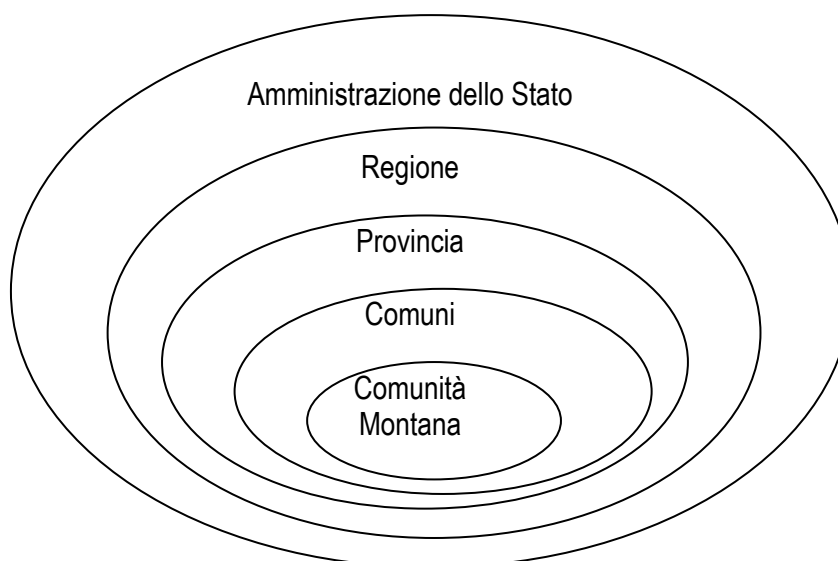 Amministrazione dello Stato
Regione
Provincia
Comuni
Comunità
Montana